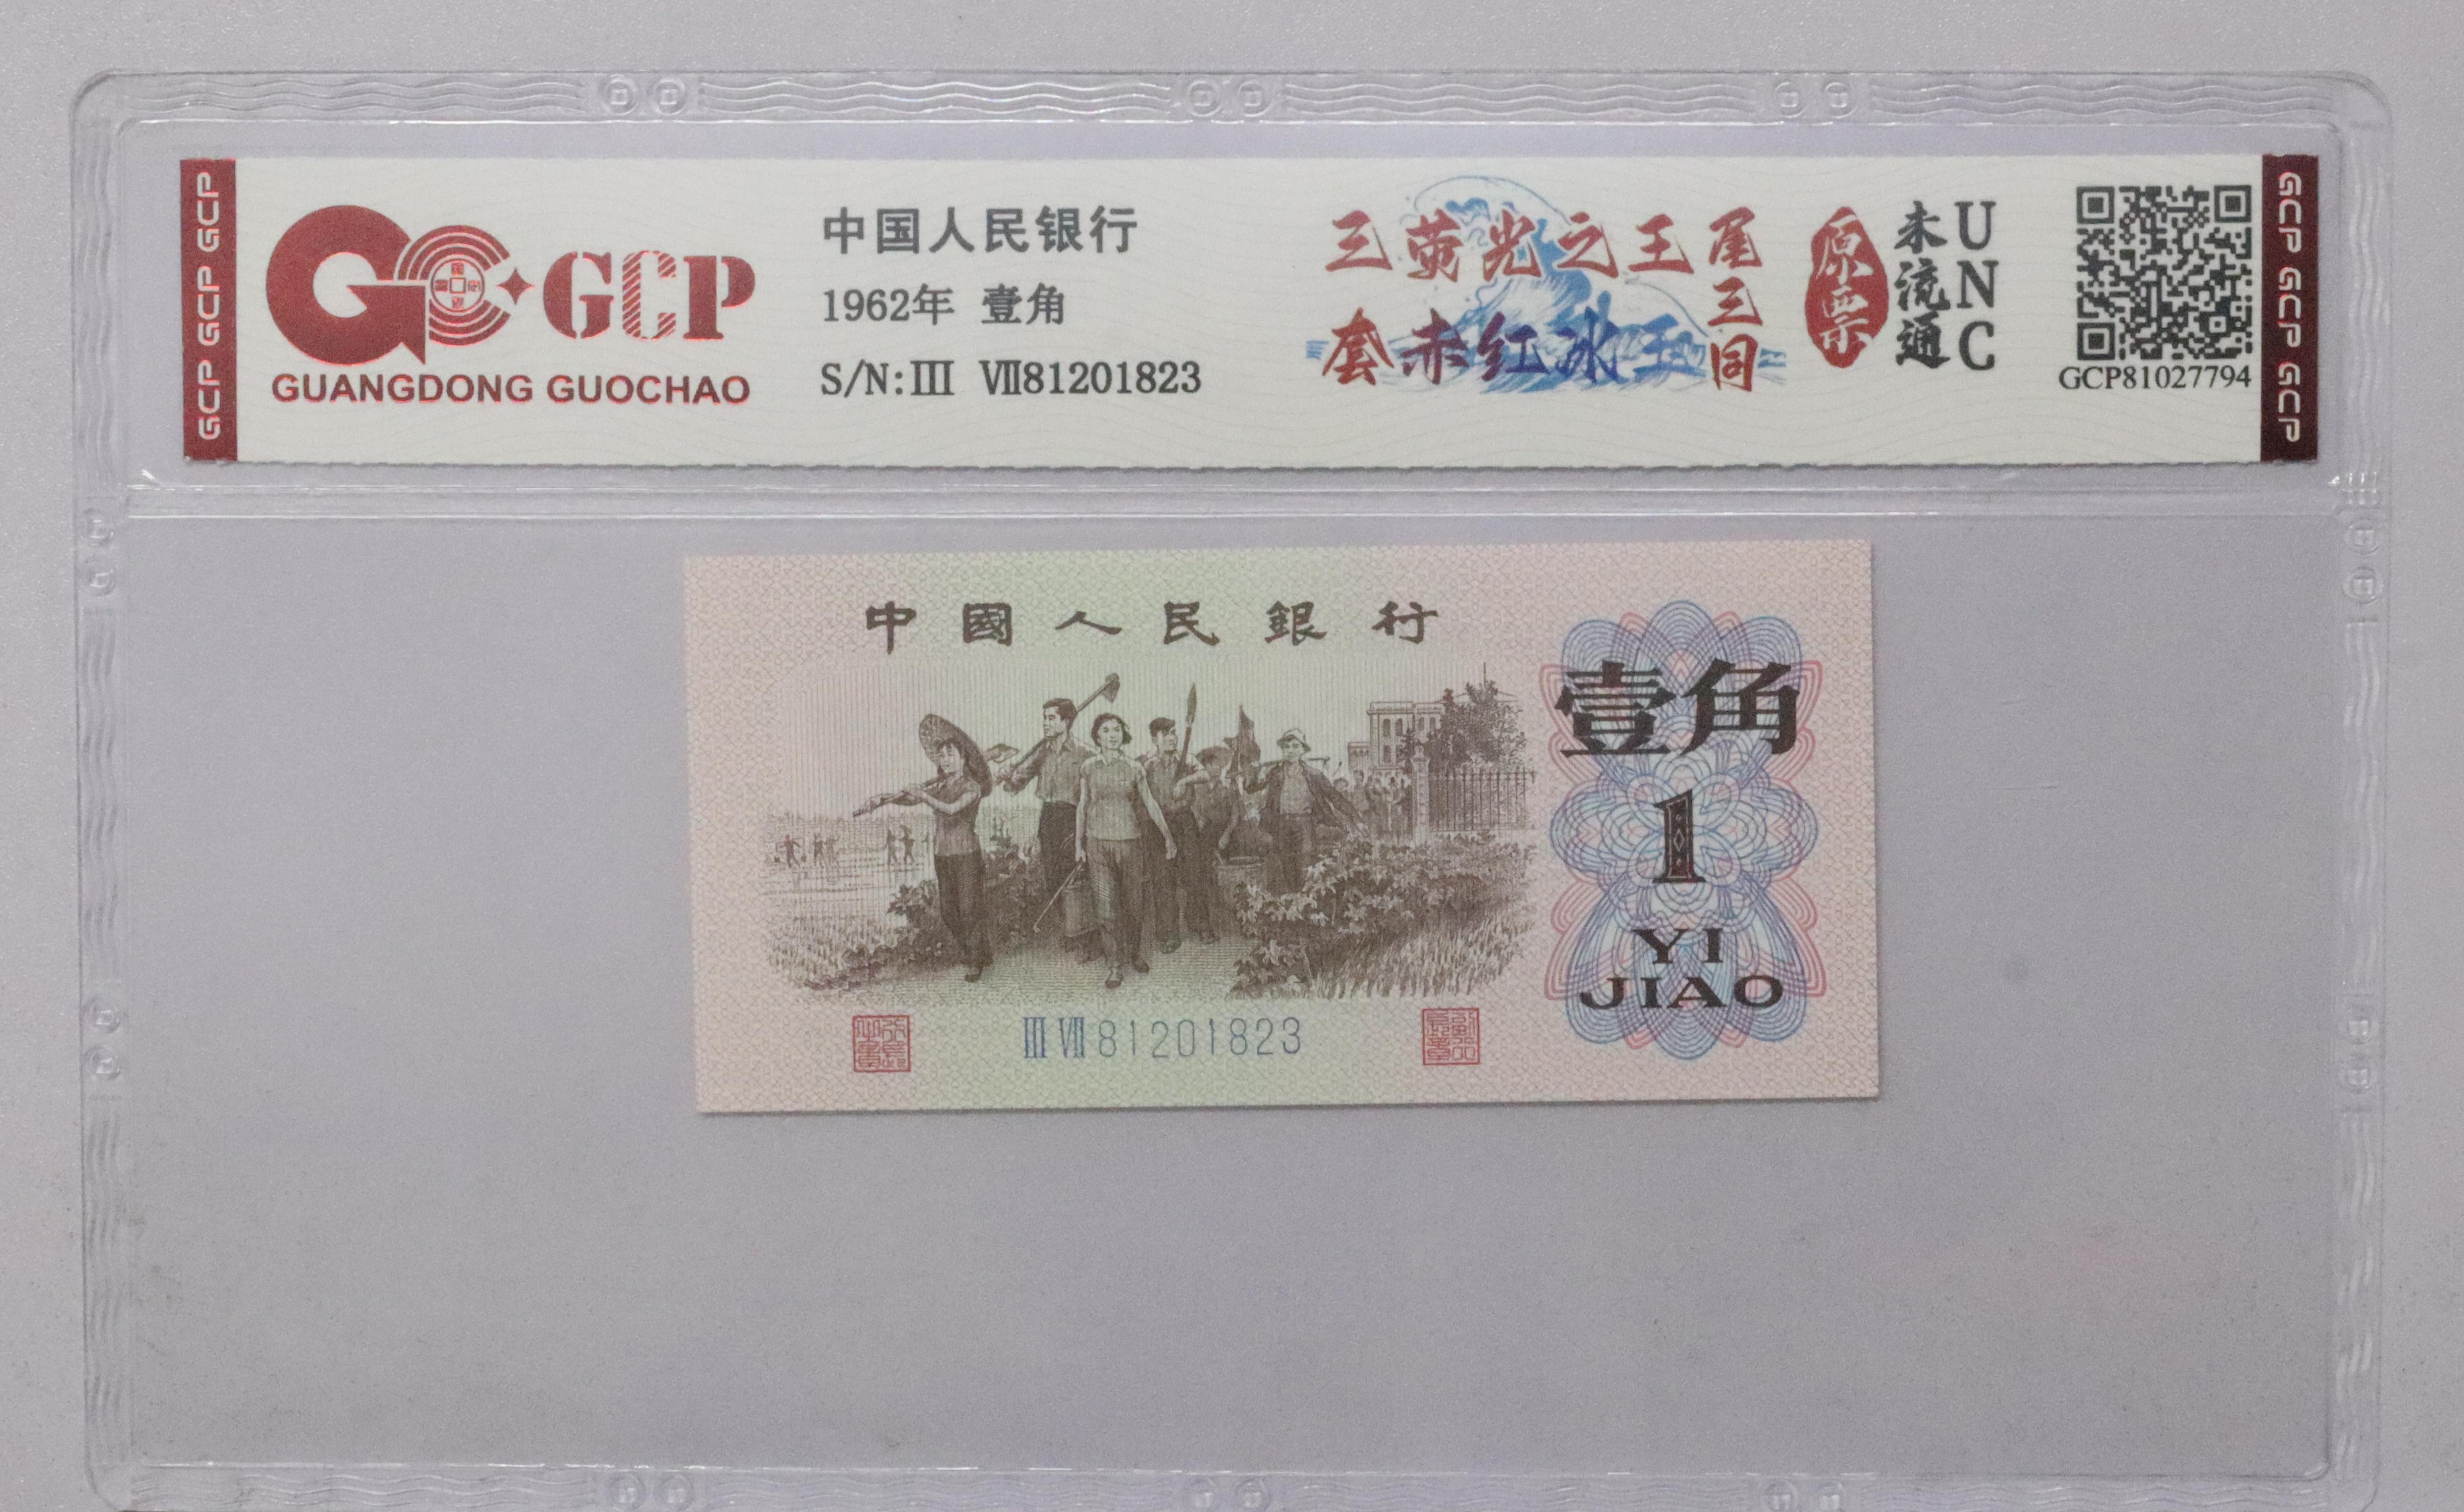 GCP GCP GCP
GCP
GUANGDONG GUOCHAO
中国人民银行
1962年 壹角
S/N:Ⅲ Ⅶ81201823
三荧光之王
套赤红冰王
尾三同
原票
未流通
UNC
GCP81027794
GCP GCP GCP
中國人民銀行
壹角
1
YI
JIAO
Ⅲ Ⅶ 81201823